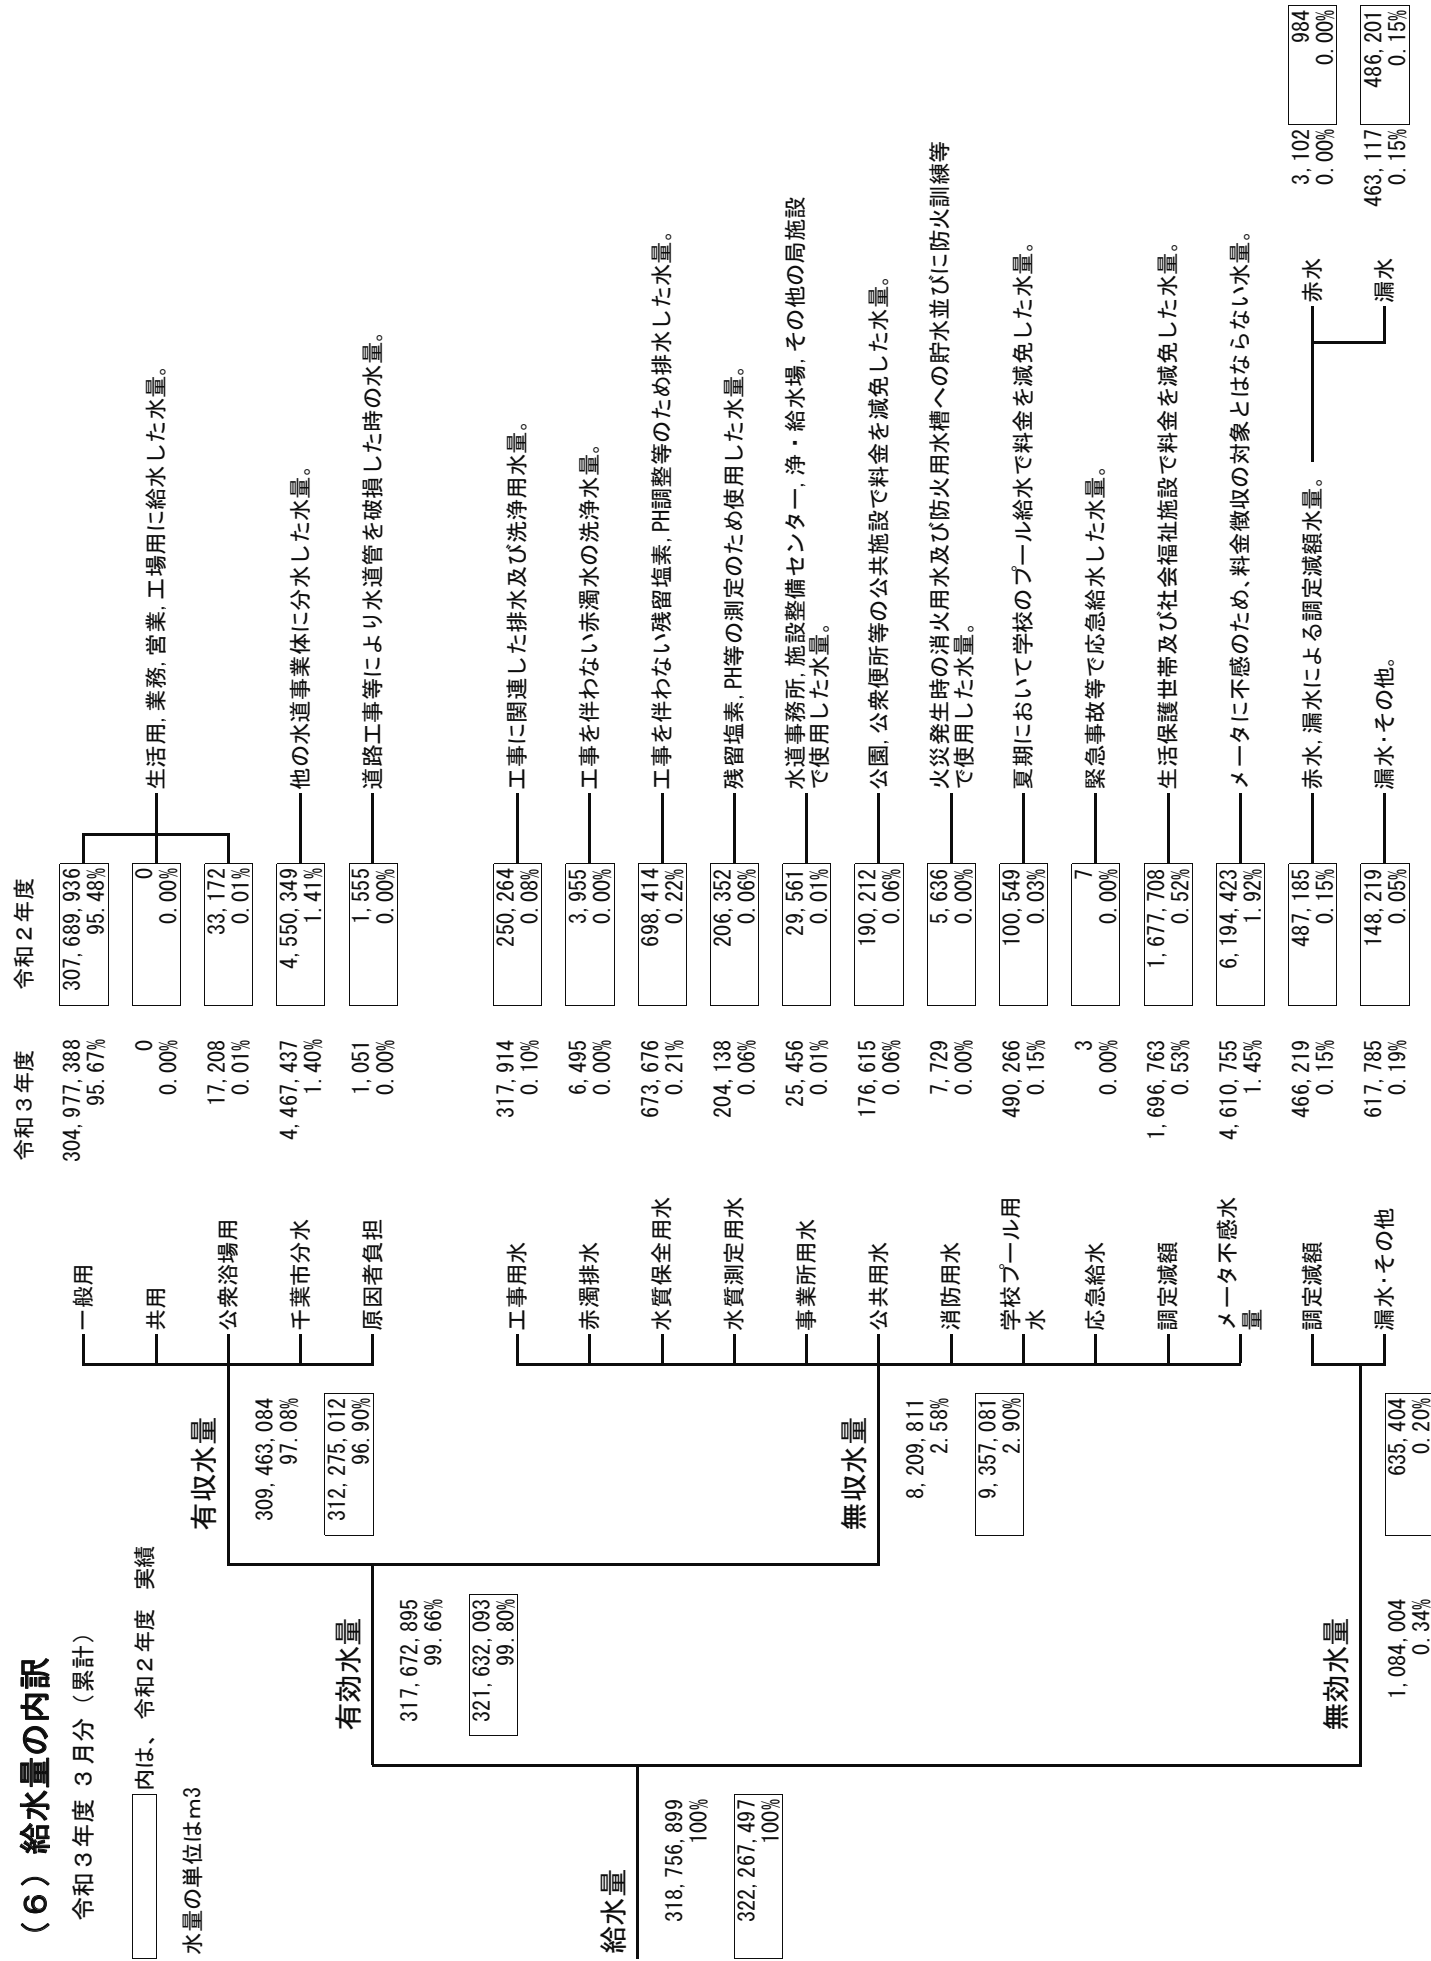 （６）給水量の内訳
令和３年度 ３月分（累計）
内は、令和２年度 実績
水量の単位はm3
給水量
318,756,899
100%
322,267,497
100%
有効水量
317,672,895
99.66%
321,632,093
99.80%
無効水量
1,084,004
0.34%
635,404
0.20%
有収水量
309,463,084
97.08%
312,275,012
96.90%
無収水量
8,209,811
2.58%
9,357,081
2.90%
令和３年度
令和２年度
一般用
304,977,388
95.67%
307,689,936
95.48%
共用
0
0.00%
0
0.00%
生活用,業務,営業,工場用に給水した水量。
公衆浴場用
17,208
0.01%
33,172
0.01%
千葉市分水
4,467,437
1.40%
4,550,349
1.41%
他の水道事業体に分水した水量。
原因者負担
1,051
0.00%
1,555
0.00%
道路工事等により水道管を破損した時の水量。
工事用水
317,914
0.10%
250,264
0.08%
工事に関連した排水及び洗浄用水量。
赤濁排水
6,495
0.00%
3,955
0.00%
工事を伴わない赤濁水の洗浄水量。
水質保全用水
673,676
0.21%
698,414
0.22%
工事を伴わない残留塩素,PH調整等のため排水した水量。
水質測定用水
204,138
0.06%
206,352
0.06%
残留塩素,PH等の測定のため使用した水量。
事業所用水
25,456
0.01%
29,561
0.01%
水道事務所,施設整備センター,浄・給水場,その他の局施設
で使用した水量。
公共用水
176,615
0.06%
190,212
0.06%
公園,公衆便所等の公共施設で料金を減免した水量。
消防用水
7,729
0.00%
5,636
0.00%
火災発生時の消火用水及び防火用水槽への貯水並びに防火訓練等
で使用した水量。
学校プール用
水
490,266
0.15%
100,549
0.03%
夏期において学校のプール給水で料金を減免した水量。
応急給水
3
0.00%
7
0.00%
緊急事故等で応急給水した水量。
調定減額
1,696,763
0.53%
1,677,708
0.52%
生活保護世帯及び社会福祉施設で料金を減免した水量。
メータ不感水
量
4,610,755
1.45%
6,194,423
1.92%
メータに不感のため、料金徴収の対象とはならない水量。
調定減額
466,219
0.15%
487,185
0.15%
赤水,漏水による調定減額水量。
赤水
3,102
0.00%
984
0.00%
漏水・その他
617,785
0.19%
148,219
0.05%
漏水・その他。
漏水
463,117
0.15%
486,201
0.15%